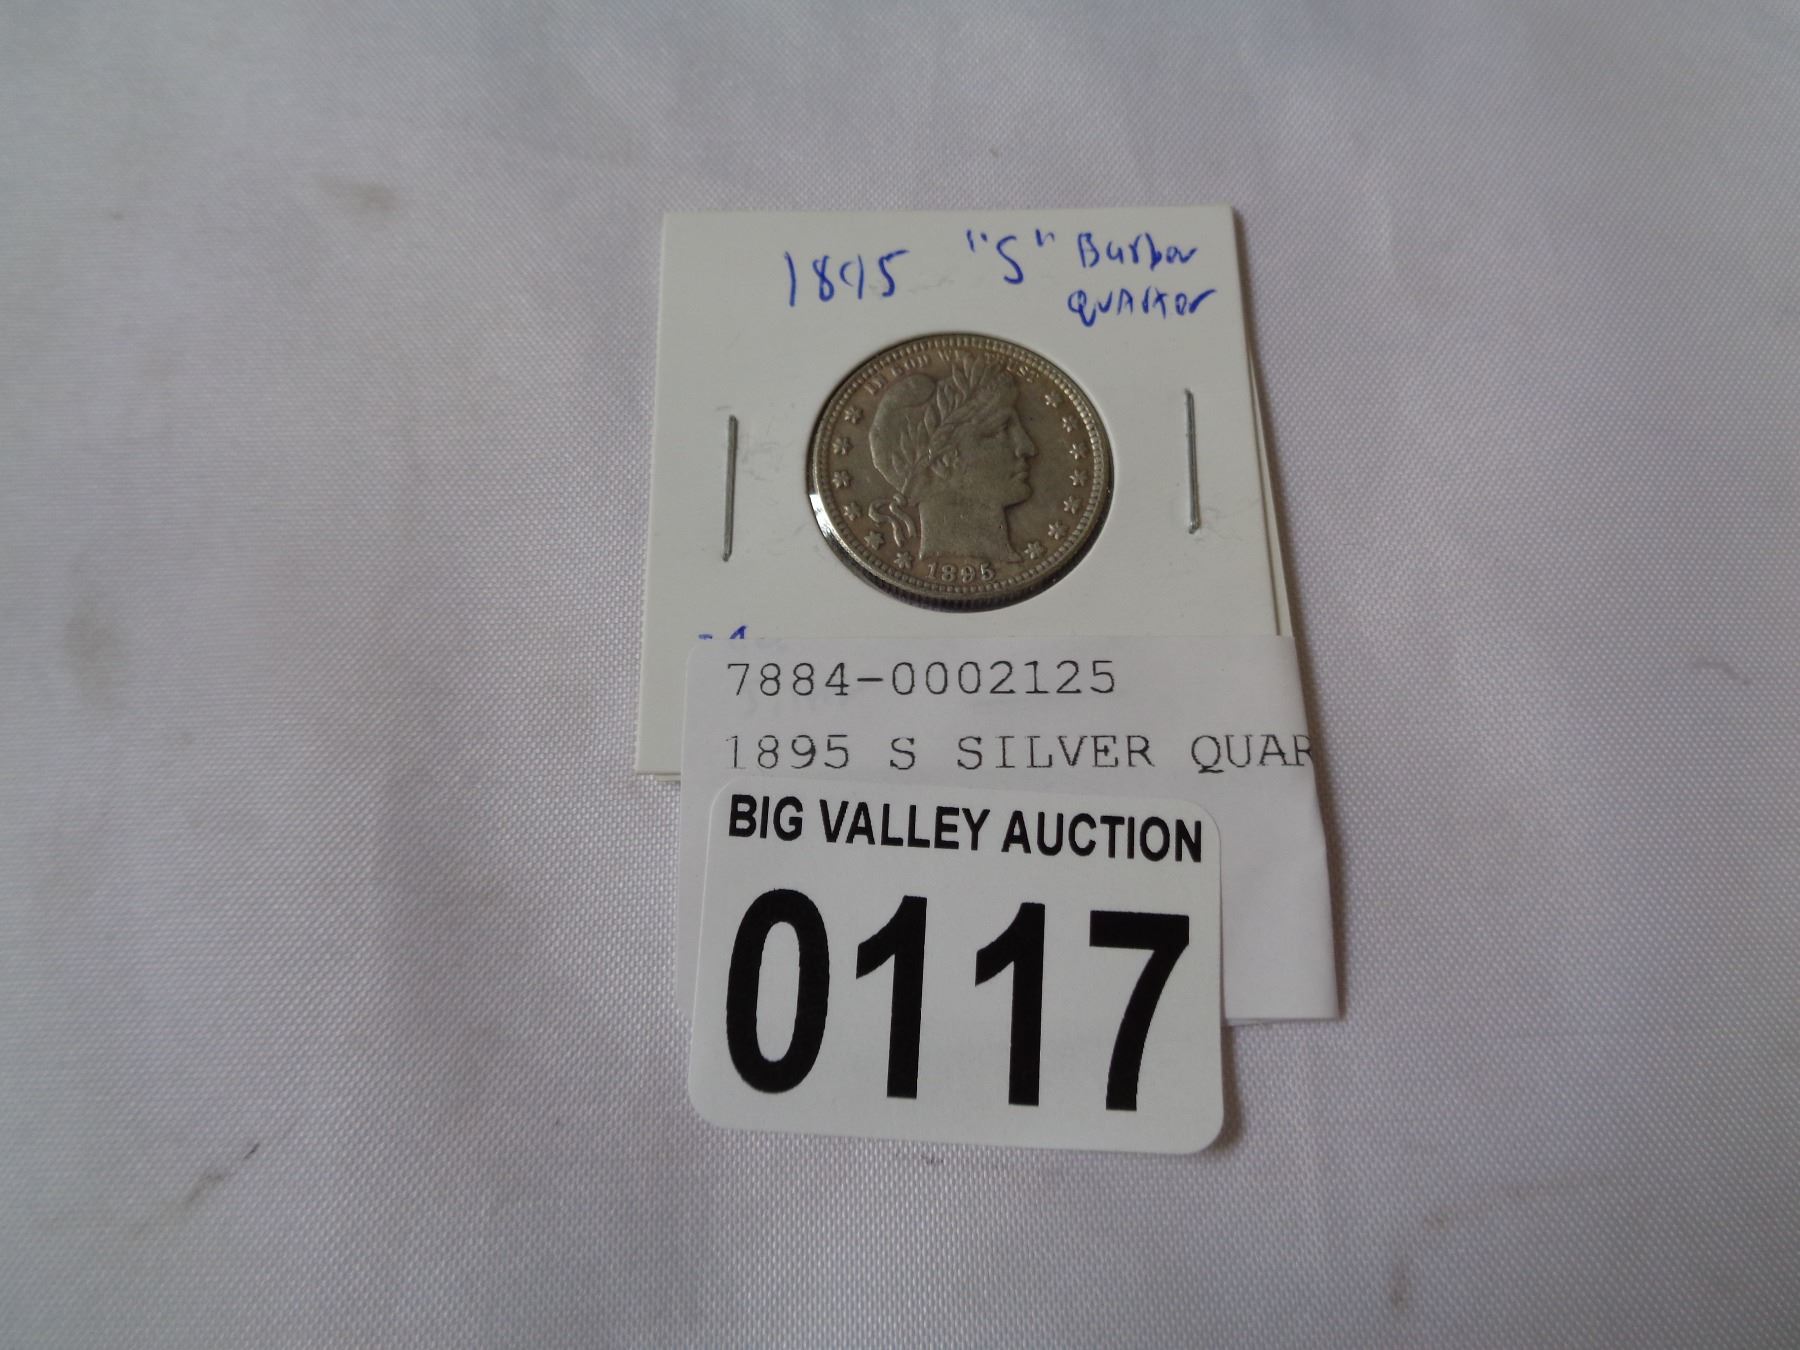 1895 "S" Barber
Quarter
IN GOD WE TRUST
1895
7884-0002125
1895 S SILVER QUAR
BIG VALLEY AUCTION
0117